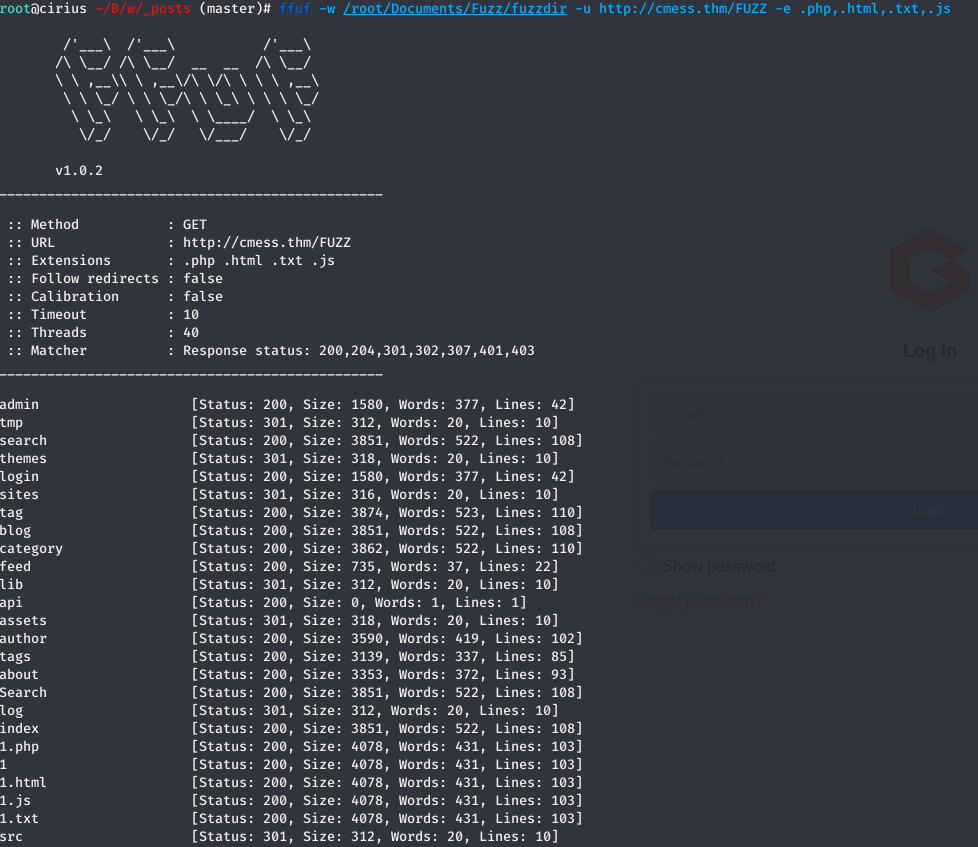 root@cirius ~/B/w/_posts (master)# ffuf -w /root/Documents/Fuzz/fuzzdir -u http://cmess.thm/FUZZ -e .php,.html,.txt,.js
        /'___\  /'___\           /'___\
       /\ \__/ /\ \__/  __  __  /\ \__/
       \ \ ,__\\ \ ,__\/\ \/\ \ \ \ ,__\
        \ \ \_/ \ \ \_/\ \ \_\ \ \ \ \_/
         \ \_\   \ \_\  \ \____/  \ \_\
          \/_/    \/_/   \/___/    \/_/
v1.0.2
________________________________________________
:: Method           : GET
:: URL              : http://cmess.thm/FUZZ
:: Extensions       : .php .html .txt .js
:: Follow redirects : false
:: Calibration      : false
:: Timeout          : 10
:: Threads          : 40
:: Matcher          : Response status: 200,204,301,302,307,401,403
________________________________________________
admin                   [Status: 200, Size: 1580, Words: 377, Lines: 42]
tmp                     [Status: 301, Size: 312, Words: 20, Lines: 10]
search                  [Status: 200, Size: 3851, Words: 522, Lines: 108]
themes                  [Status: 301, Size: 318, Words: 20, Lines: 10]
login                   [Status: 200, Size: 1580, Words: 377, Lines: 42]
sites                   [Status: 301, Size: 316, Words: 20, Lines: 10]
tag                     [Status: 200, Size: 3874, Words: 523, Lines: 110]
blog                    [Status: 200, Size: 3851, Words: 522, Lines: 108]
category                [Status: 200, Size: 3862, Words: 522, Lines: 110]
feed                    [Status: 200, Size: 735, Words: 37, Lines: 22]
lib                     [Status: 301, Size: 312, Words: 20, Lines: 10]
api                     [Status: 200, Size: 0, Words: 1, Lines: 1]
assets                  [Status: 301, Size: 318, Words: 20, Lines: 10]
author                  [Status: 200, Size: 3590, Words: 419, Lines: 102]
tags                    [Status: 200, Size: 3139, Words: 337, Lines: 85]
about                   [Status: 200, Size: 3353, Words: 372, Lines: 93]
Search                  [Status: 200, Size: 3851, Words: 522, Lines: 108]
log                     [Status: 301, Size: 312, Words: 20, Lines: 10]
index                   [Status: 200, Size: 3851, Words: 522, Lines: 108]
1.php                   [Status: 200, Size: 4078, Words: 431, Lines: 103]
1                       [Status: 200, Size: 4078, Words: 431, Lines: 103]
1.html                  [Status: 200, Size: 4078, Words: 431, Lines: 103]
1.js                    [Status: 200, Size: 4078, Words: 431, Lines: 103]
1.txt                   [Status: 200, Size: 4078, Words: 431, Lines: 103]
src                     [Status: 301, Size: 312, Words: 20, Lines: 10]
Log In
E-mail
Password
Login
Show password
Forgot password?